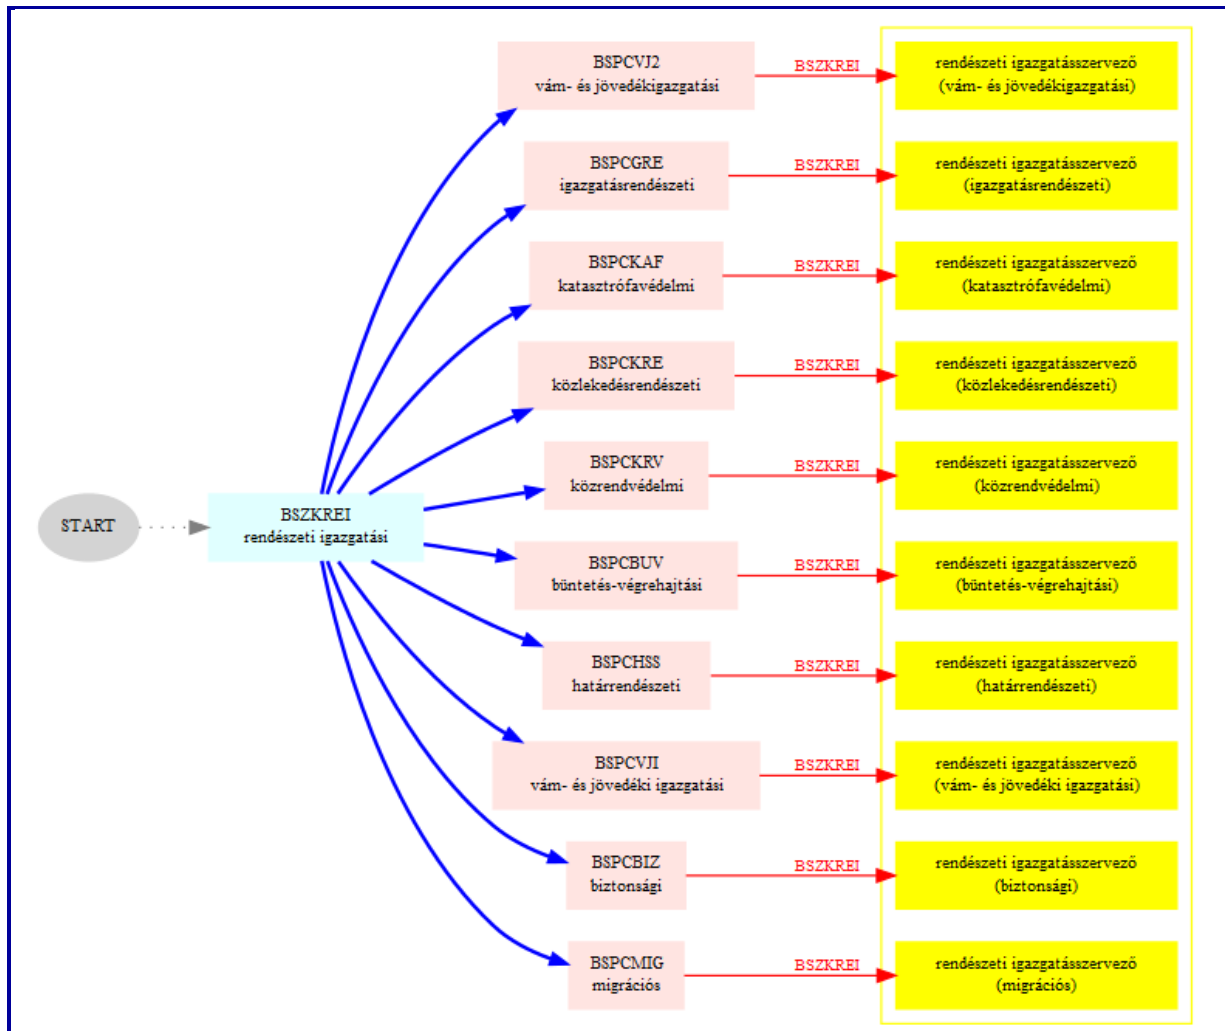 BSPCVJ2
vám- és jövedékigazgatási
BSZKREI
rendészeti igazgatásszervező
(vám- és jövedékigazgatási)
BSPCGRE
igazgatásrendészeti
BSZKREI
rendészeti igazgatásszervező
(igazgatásrendészeti)
BSPCKAF
katasztrófavédelmi
BSZKREI
rendészeti igazgatásszervező
(katasztrófavédelmi)
BSPCKRE
közlekedésrendészeti
BSZKREI
rendészeti igazgatásszervező
(közlekedésrendészeti)
BSPCKRV
közrendvédelmi
BSZKREI
rendészeti igazgatásszervező
(közrendvédelmi)
START
BSZKREI
rendészeti igazgatási
BSPCBUV
büntetés-végrehajtási
BSZKREI
rendészeti igazgatásszervező
(büntetés-végrehajtási)
BSPCHSS
határrendészeti
BSZKREI
rendészeti igazgatásszervező
(határrendészeti)
BSPCVJI
vám- és jövedéki igazgatási
BSZKREI
rendészeti igazgatásszervező
(vám- és jövedéki igazgatási)
BSPCBIZ
biztonsági
BSZKREI
rendészeti igazgatásszervező
(biztonsági)
BSPCMIG
migrációs
BSZKREI
rendészeti igazgatásszervező
(migrációs)